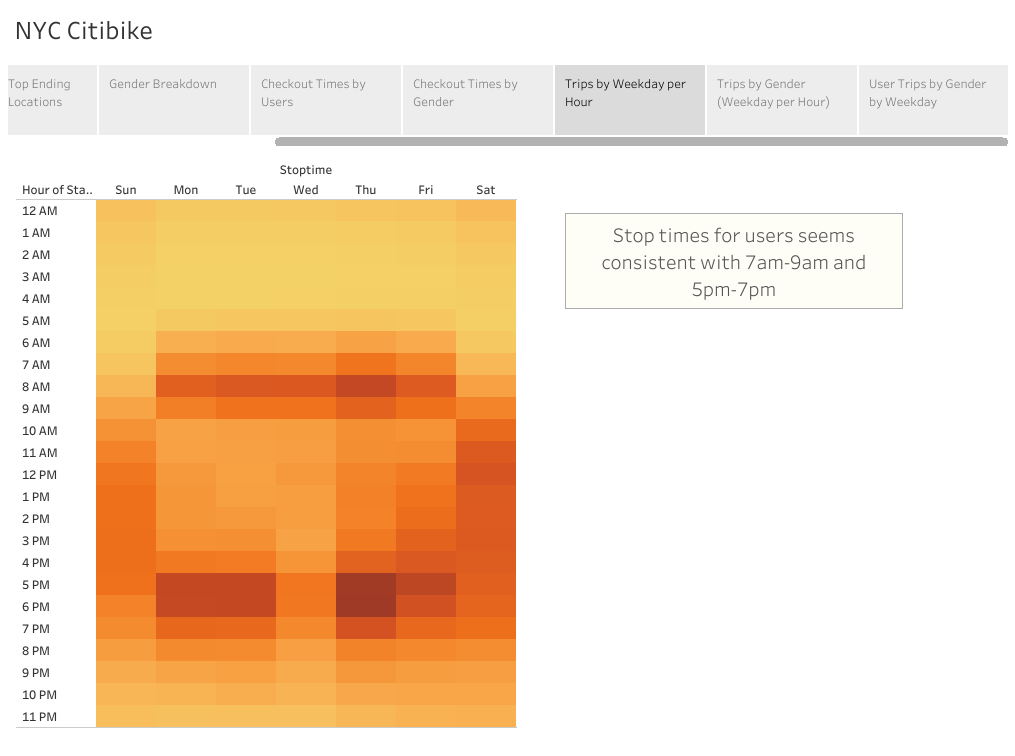 NYC Citibike
Top Ending Gender Breakdown Checkout Times by Checkout Times by Trips by Weekday per Trips by Gender User Trips by Gender
Locations Users Gender Hour (Weekday per Hour) by Weekday
Stoptime
Hour of Sta.. Sun Mon Tue Wed Thu Fri Sat
12 AM
1 AM
2 AM
3 AM
4 AM
5 AM
6 AM
7 AM
8 AM
9 AM
10 AM
11 AM
12 PM
1 PM
2 PM
3 PM
4 PM
5 PM
6 PM
7 PM
8 PM
9 PM
10 PM
11 PM
Stop times for users seems
consistent with 7am-9am and
5pm-7pm